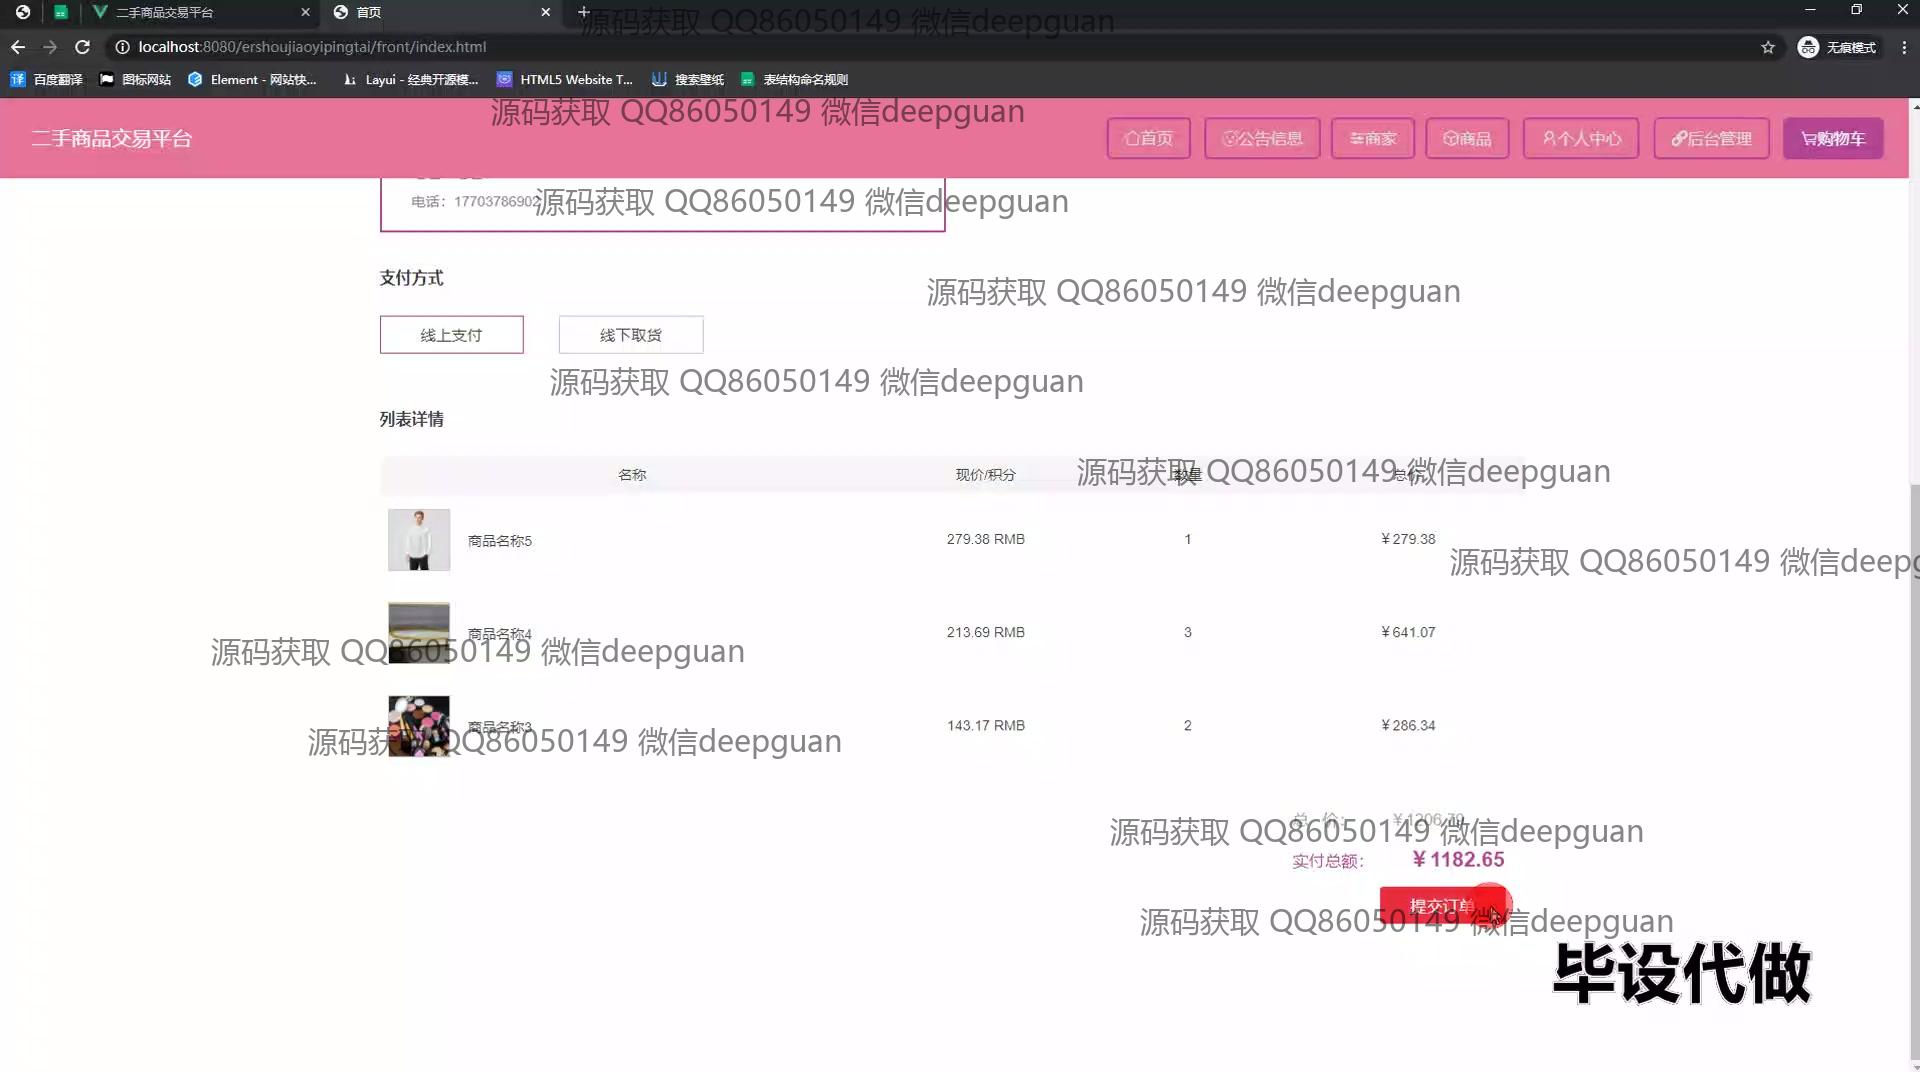 二手商品交易平台
首页
源码获取 QQ86050149 微信deepguan
localhost:8080/ershoujiaoyipingtai/front/index.html
无痕模式
百度翻译
图标网站
Element - 网站快...
Layui - 经典开源模...
HTML5 Website T...
搜索壁纸
表结构命名规则
源码获取 QQ86050149 微信deepguan
二手商品交易平台
首页
公告信息
商家
商品
个人中心
后台管理
购物车
电话：17703786902
源码获取 QQ86050149 微信deepguan
支付方式
源码获取 QQ86050149 微信deepguan
线上支付
线下取货
源码获取 QQ86050149 微信deepguan
列表详情
名称
现价/积分
数量
总价
源码获取 QQ86050149 微信deepguan
商品名称5
279.38 RMB
1
￥279.38
源码获取 QQ86050149 微信deepg
商品名称4
213.69 RMB
3
￥641.07
源码获取 QQ86050149 微信deepguan
商品名称3
143.17 RMB
2
￥286.34
源码获取 QQ86050149 微信deepguan
总 价：
源码获取 QQ86050149 微信deepguan
实付总额：
￥1182.65
提交订单
源码获取 QQ86050149 微信deepguan
毕设代做